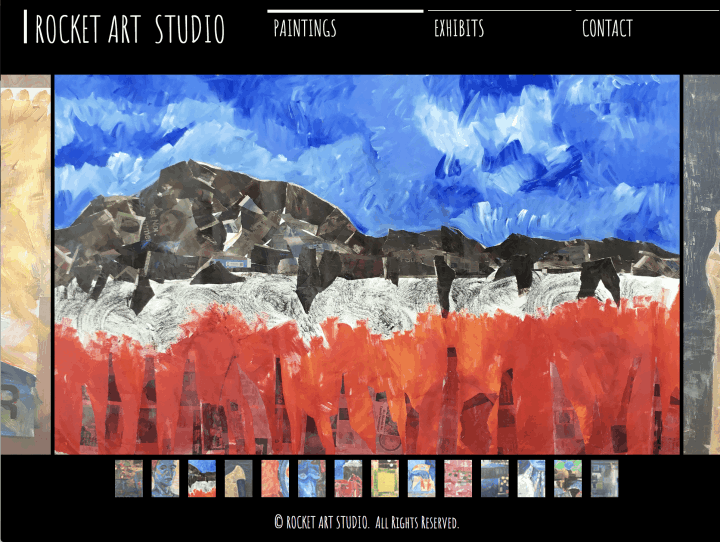 ROCKET ART STUDIO
PAINTINGS
EXHIBITS
CONTACT
R
© ROCKET ART STUDIO. ALL RIGHTS RESERVED.